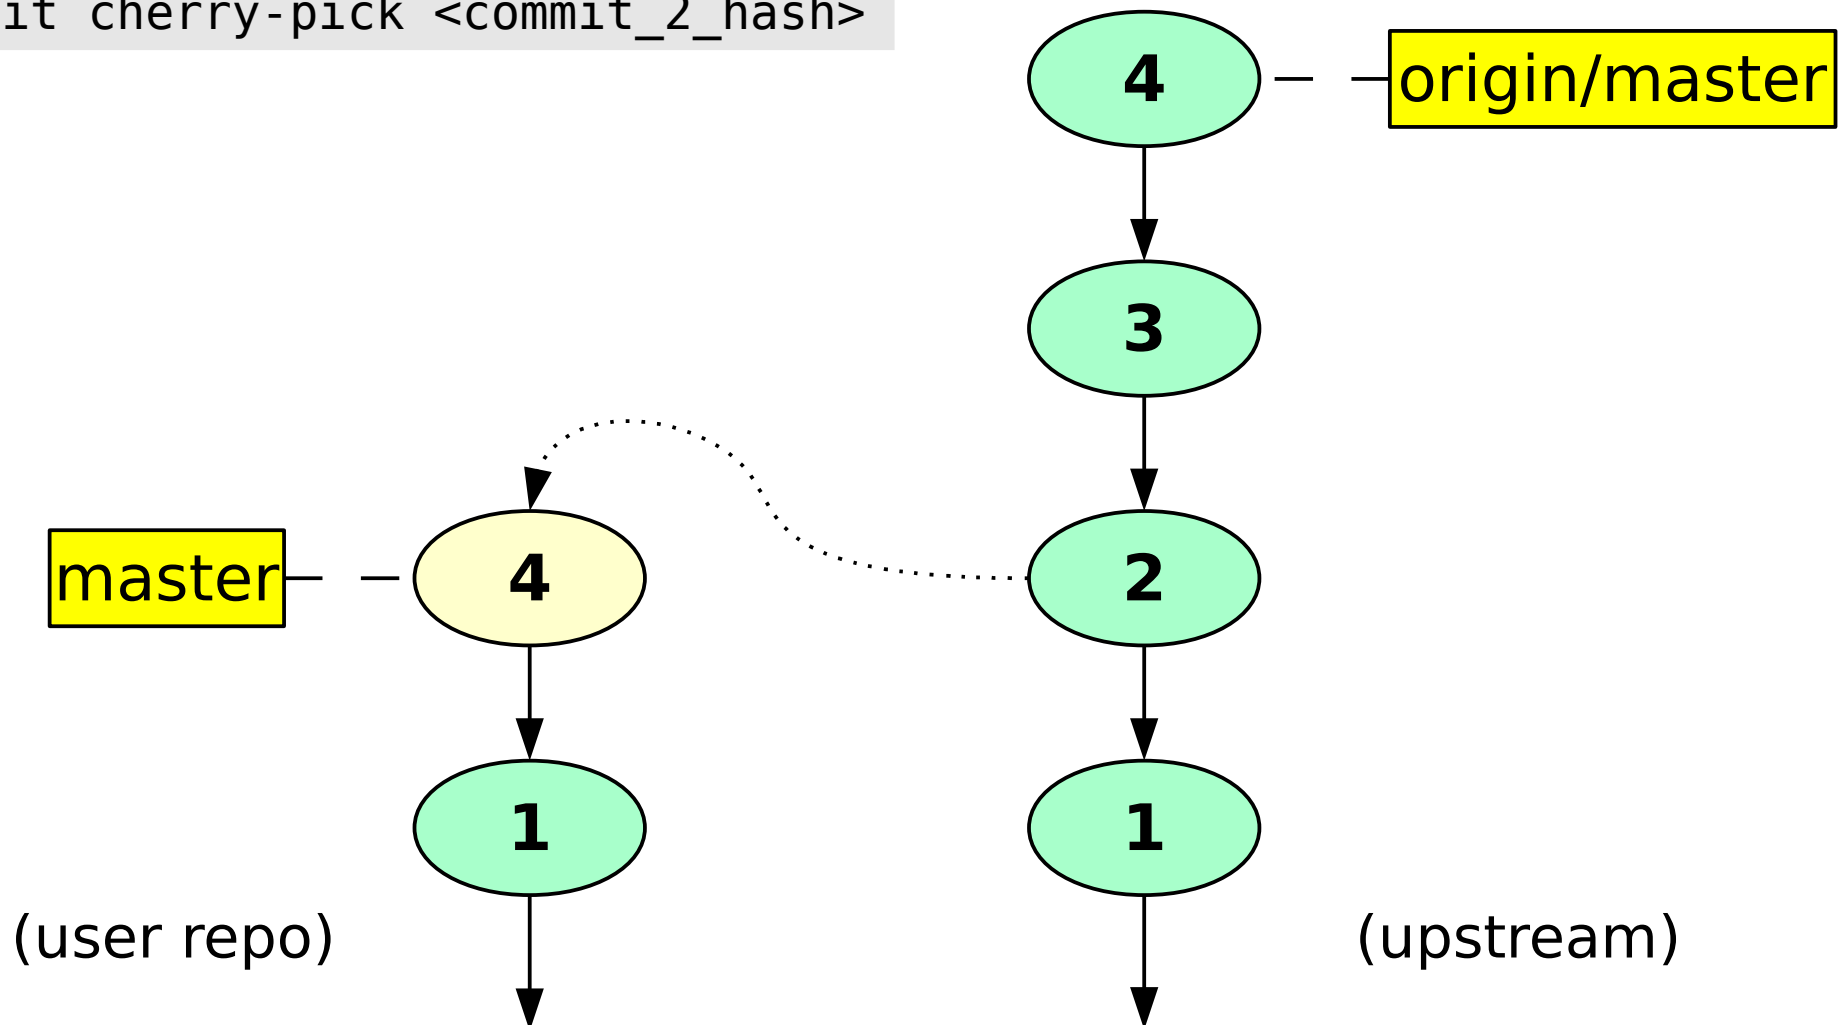 it cherry-pick <commit_2_hash>
4
origin/master
3
master
4
2
1
1
(user repo)
(upstream)